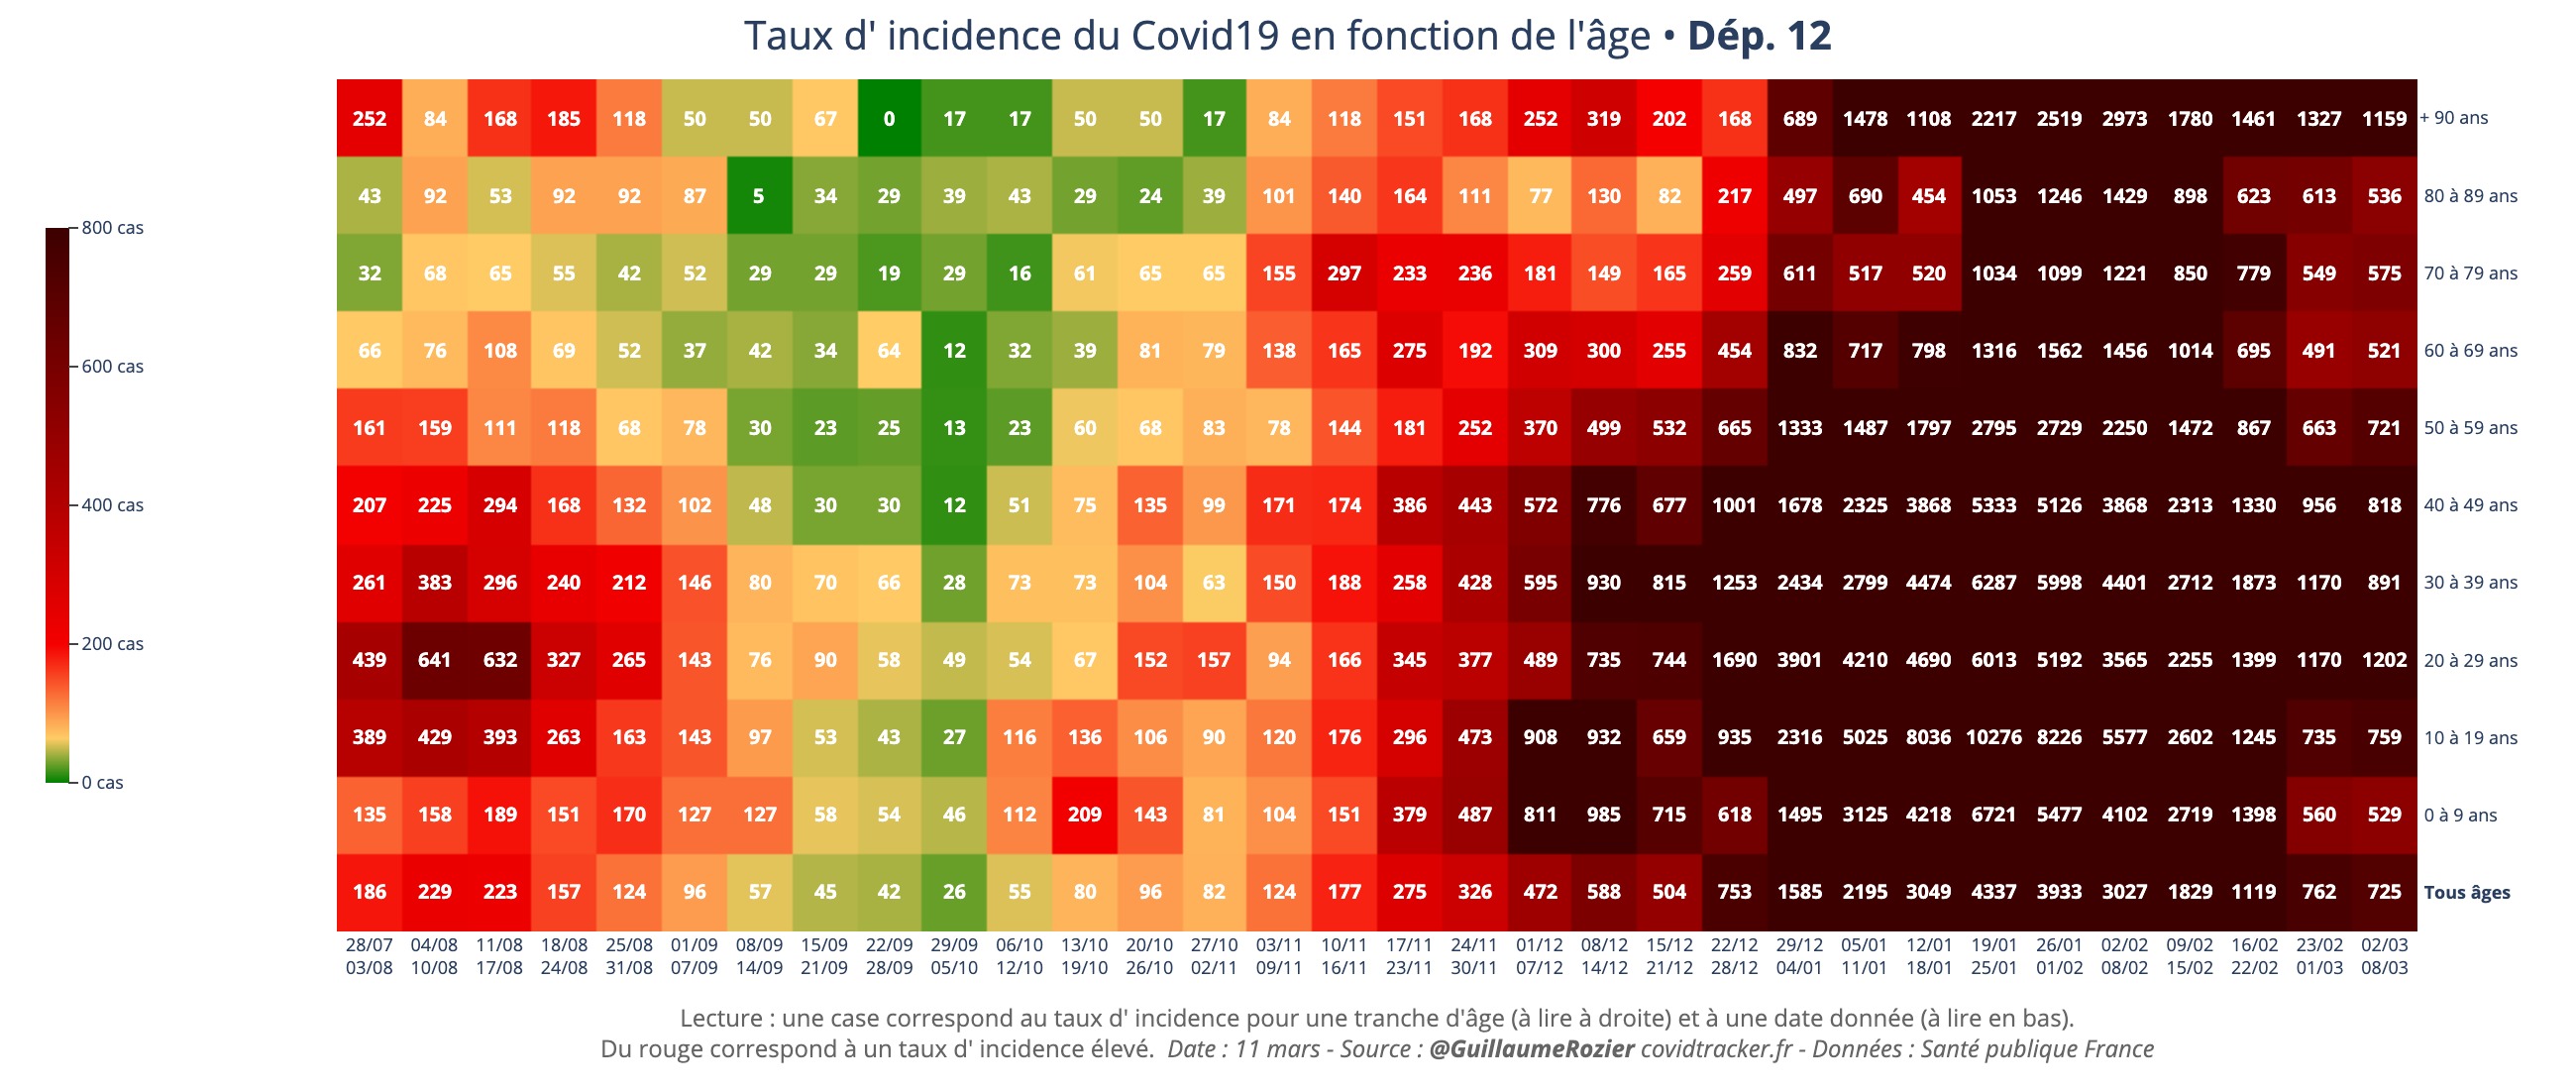 Taux d' incidence du Covid19 en fonction de l'âge • Dép. 12
800 cas
600 cas
400 cas
200 cas
0 cas
252 84 168 185 118 50 50 67 0 17 17 50 50 17 84 118 151 168 252 319 202 168 689 1478 1108 2217 2519 2973 1780 1461 1327 1159 + 90 ans
43 92 53 92 92 87 5 34 29 39 43 29 24 39 101 140 164 111 77 130 82 217 497 690 454 1053 1246 1429 898 623 613 536 80 à 89 ans
32 68 65 55 42 52 29 29 19 29 16 61 65 65 155 297 233 236 181 149 165 259 611 517 520 1034 1099 1221 850 779 549 575 70 à 79 ans
66 76 108 69 52 37 42 34 64 12 32 39 81 79 138 165 275 192 309 300 255 454 832 717 798 1316 1562 1456 1014 695 491 521 60 à 69 ans
161 159 111 118 68 78 30 23 25 13 23 60 68 83 78 144 181 252 370 499 532 665 1333 1487 1797 2795 2729 2250 1472 867 663 721 50 à 59 ans
207 225 294 168 132 102 48 30 30 12 51 75 135 99 171 174 386 443 572 776 677 1001 1678 2325 3868 5333 5126 3868 2313 1330 956 818 40 à 49 ans
261 383 296 240 212 146 80 70 66 28 73 73 104 63 150 188 258 428 595 930 815 1253 2434 2799 4474 6287 5998 4401 2712 1873 1170 891 30 à 39 ans
439 641 632 327 265 143 76 90 58 49 54 67 152 157 94 166 345 377 489 735 744 1690 3901 4210 4690 6013 5192 3565 2255 1399 1170 1202 20 à 29 ans
389 429 393 263 163 143 97 53 43 27 116 136 106 90 120 176 296 473 908 932 659 935 2316 5025 8036 10276 8226 5577 2602 1245 735 759 10 à 19 ans
135 158 189 151 170 127 127 58 54 46 112 209 143 81 104 151 379 487 811 985 715 618 1495 3125 4218 6721 5477 4102 2719 1398 560 529 0 à 9 ans
186 229 223 157 124 96 57 45 42 26 55 80 96 82 124 177 275 326 472 588 504 753 1585 2195 3049 4337 3933 3027 1829 1119 762 725 Tous âges
28/07 04/08 11/08 18/08 25/08 01/09 08/09 15/09 22/09 29/09 06/10 13/10 20/10 27/10 03/11 10/11 17/11 24/11 01/12 08/12 15/12 22/12 29/12 05/01 12/01 19/01 26/01 02/02 09/02 16/02 23/02 02/03
03/08 10/08 17/08 24/08 31/08 07/09 14/09 21/09 28/09 05/10 12/10 19/10 26/10 02/11 09/11 16/11 23/11 30/11 07/12 14/12 21/12 28/12 04/01 11/01 18/01 25/01 01/02 08/02 15/02 22/02 01/03 08/03
Lecture : une case correspond au taux d' incidence pour une tranche d'âge (à lire à droite) et à une date donnée (à lire en bas).
Du rouge correspond à un taux d' incidence élevé. Date : 11 mars - Source : @GuillaumeRozier covidtracker.fr - Données : Santé publique France